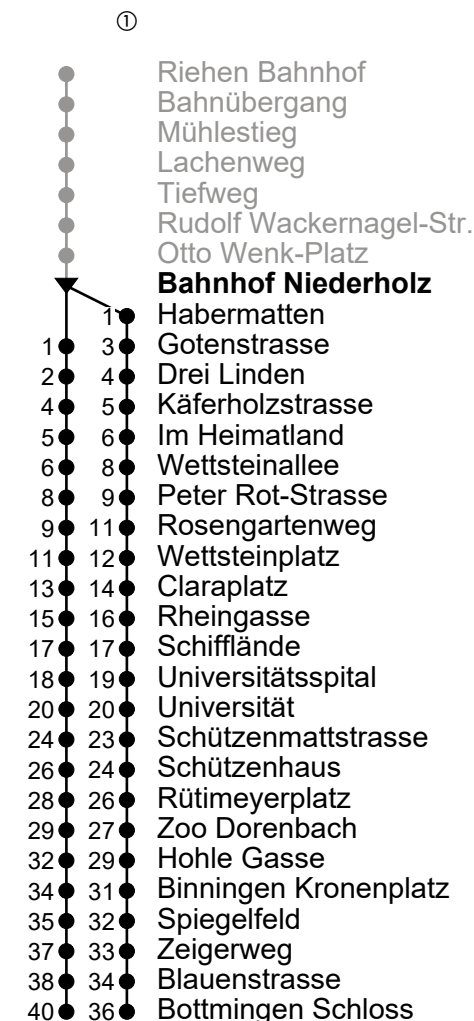 ①
Riehen Bahnhof
Bahnübergang
Mühlestieg
Lachenweg
Tiefweg
Rudolf Wackernagel-Str.
Otto Wenk-Platz
Bahnhof Niederholz
1 Habermatten
1 3 Gotenstrasse
2 4 Drei Linden
4 5 Käferholzstrasse
5 6 Im Heimatland
6 8 Wettsteinallee
8 9 Peter Rot-Strasse
9 11 Rosengartenweg
11 12 Wettsteinplatz
13 14 Claraplatz
15 16 Rheingasse
17 17 Schifflände
18 19 Universitätsspital
20 20 Universität
24 23 Schützenmattstrasse
26 24 Schützenhaus
28 26 Rütimeyerplatz
29 27 Zoo Dorenbach
32 29 Hohle Gasse
34 31 Binningen Kronenplatz
35 32 Spiegelfeld
37 33 Zeigerweg
38 34 Blauenstrasse
40 36 Bottmingen Schloss